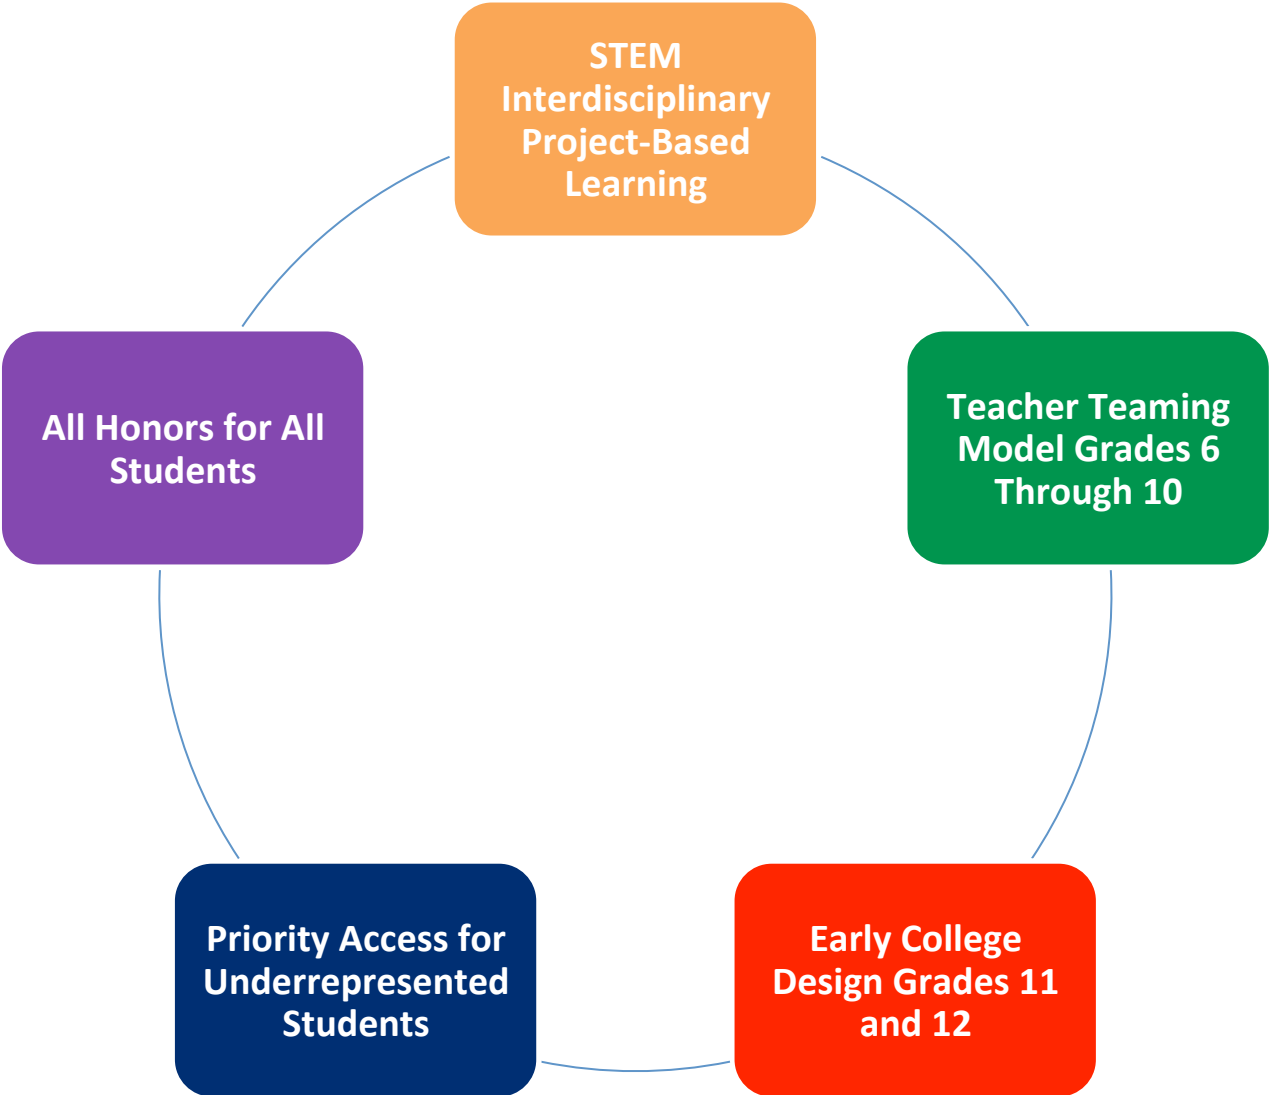 STEM
Interdisciplinary
Project-Based
Learning
All Honors for All
Students
Teacher Teaming
Model Grades 6
Through 10
Priority Access for
Underrepresented
Students
Early College
Design Grades 11
and 12